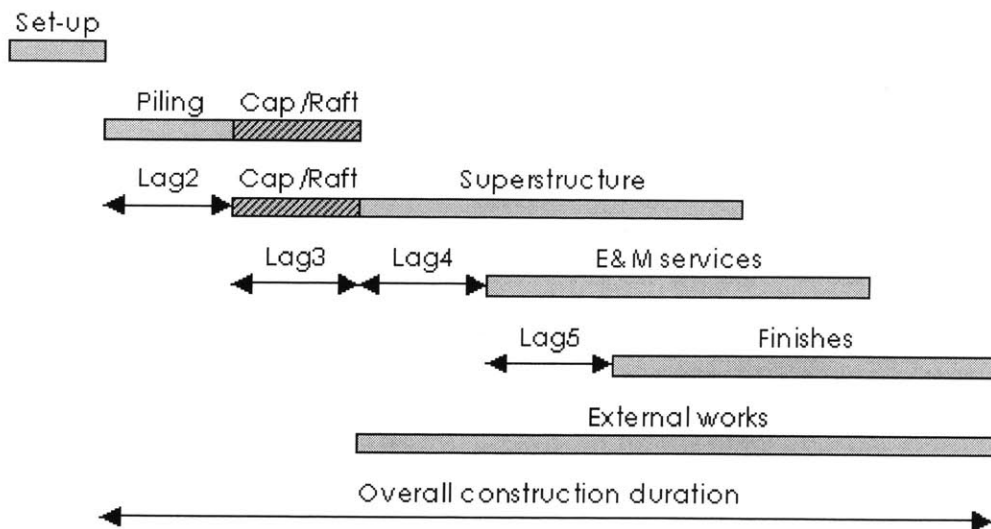 Set-up
Piling Cap/Raft
Lag2 Cap/Raft Superstructure
Lag3 Lag4 E&M services
Lag5 Finishes
External works
Overall construction duration